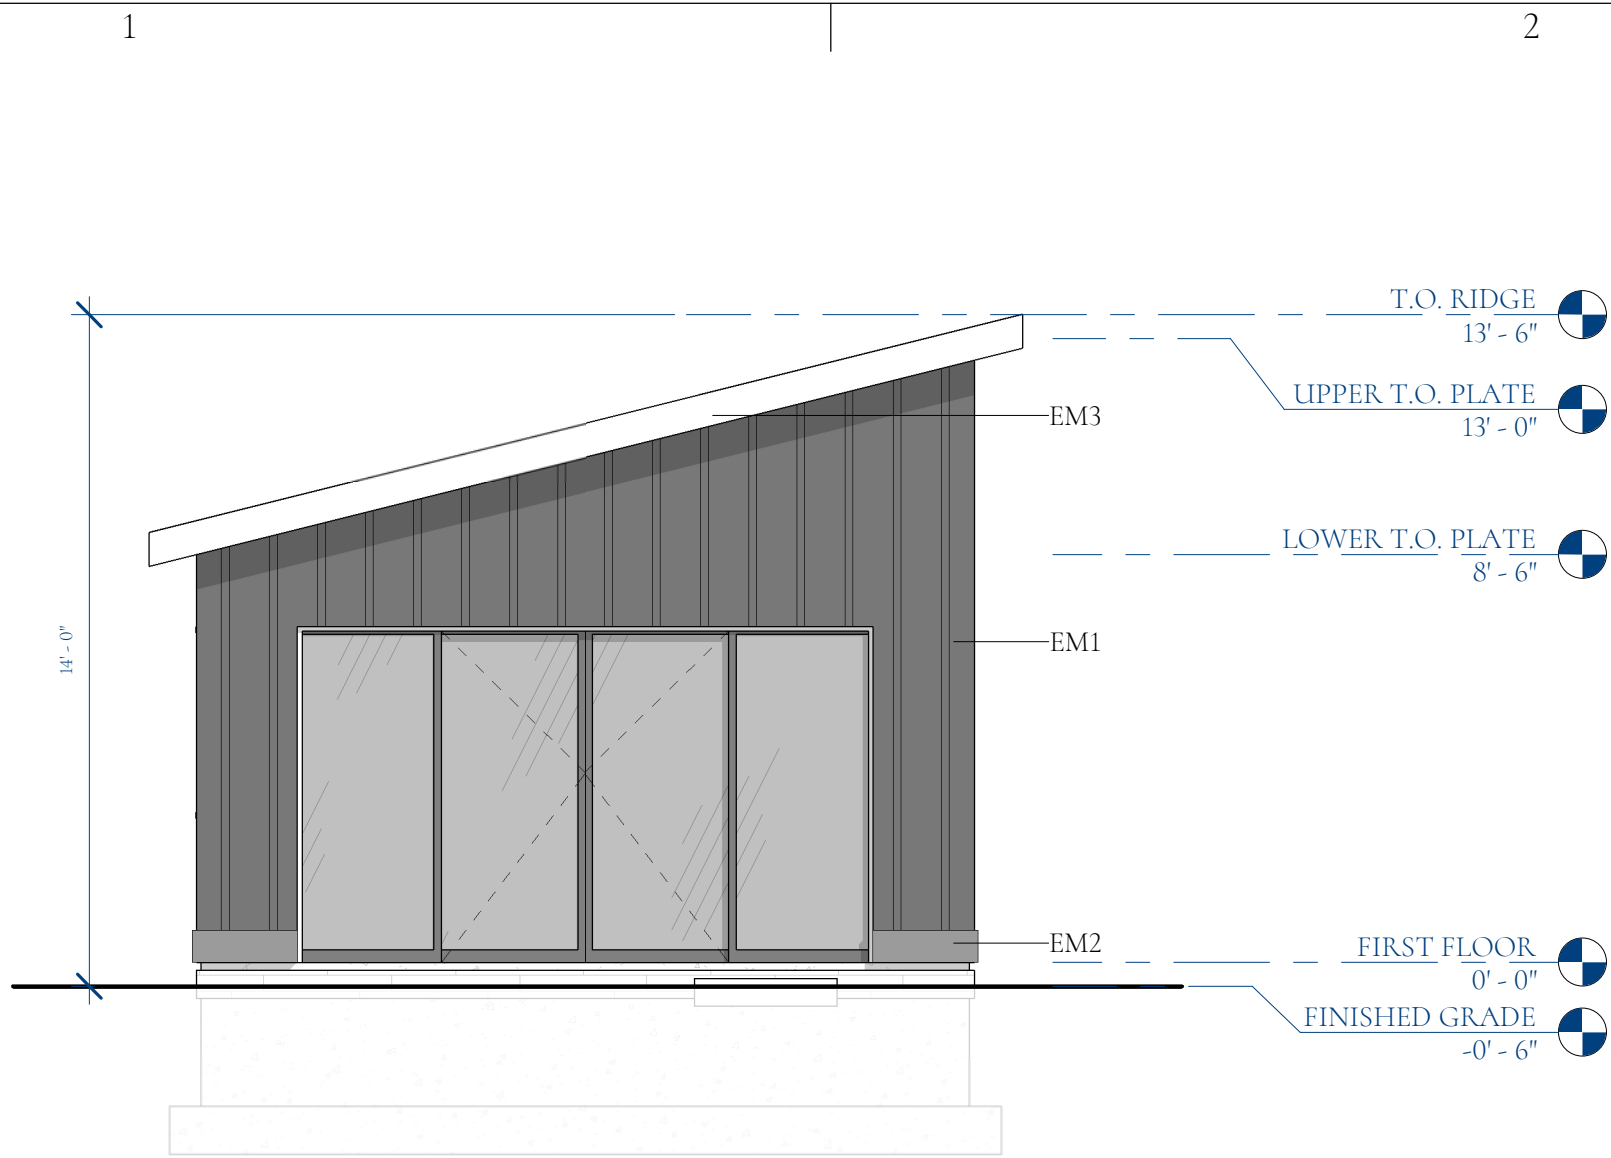 1
2
T.O. RIDGE
13' - 6"
UPPER T.O. PLATE
13' - 0"
EM3
LOWER T.O. PLATE
8' - 6"
14' - 0"
EM1
EM2
FIRST FLOOR
0' - 0"
FINISHED GRADE
-0' - 6"